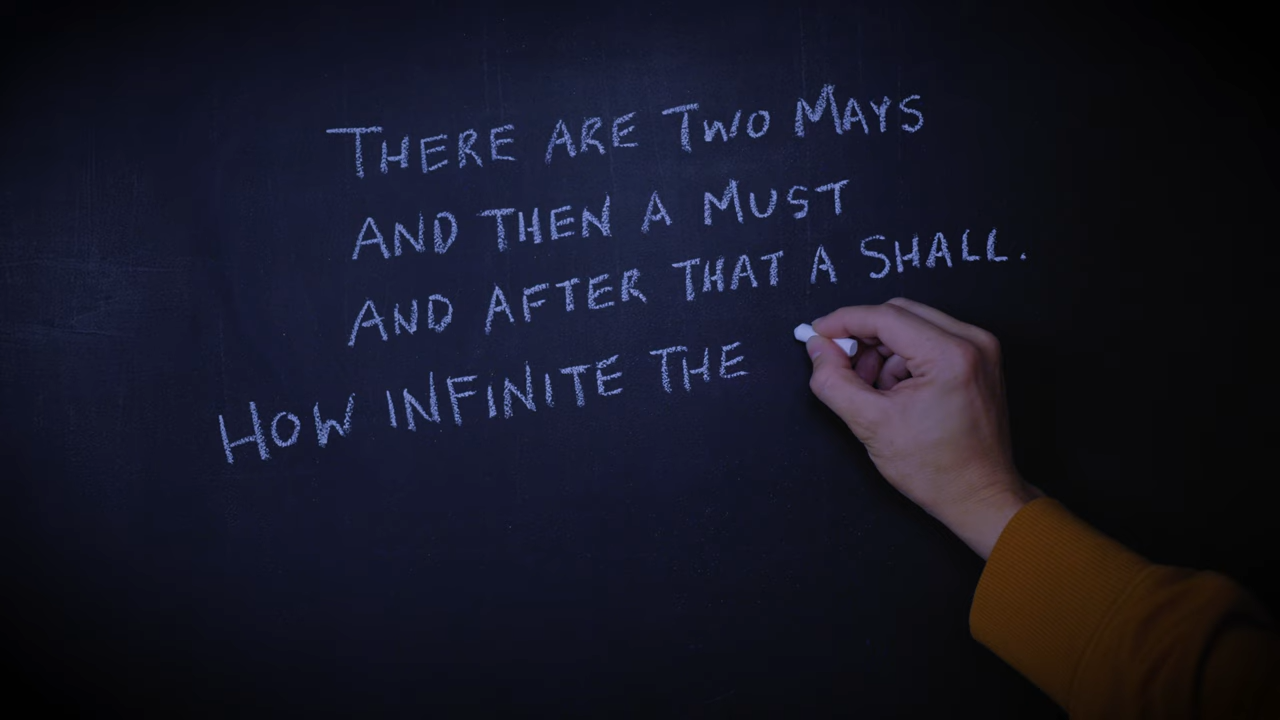 THERE ARE TWO MAYS
AND THEN A MUST
AND AFTER THAT A SHALL.
HOW INFINITE THE